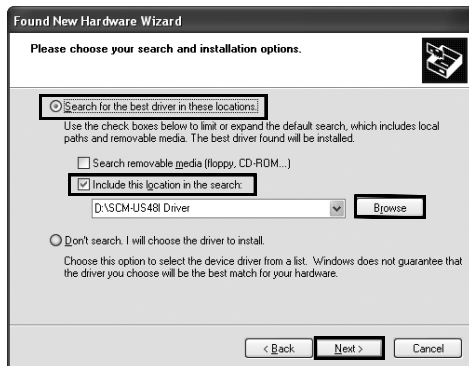 Found New Hardware Wizard
Please choose your search and installation options.
Search for the best driver in these locations.
Use the check boxes below to limit or expand the default search, which includes local
paths and removable media. The best driver found will be installed.
Search removable media (floppy, CD-ROM...)
Include this location in the search:
D:\SCM-US48I Driver
Browse
Don't search. I will choose the driver to install.
Choose this option to select the device driver from a list. Windows does not guarantee that
the driver you choose will be the best match for your hardware.
< Back
Next >
Cancel